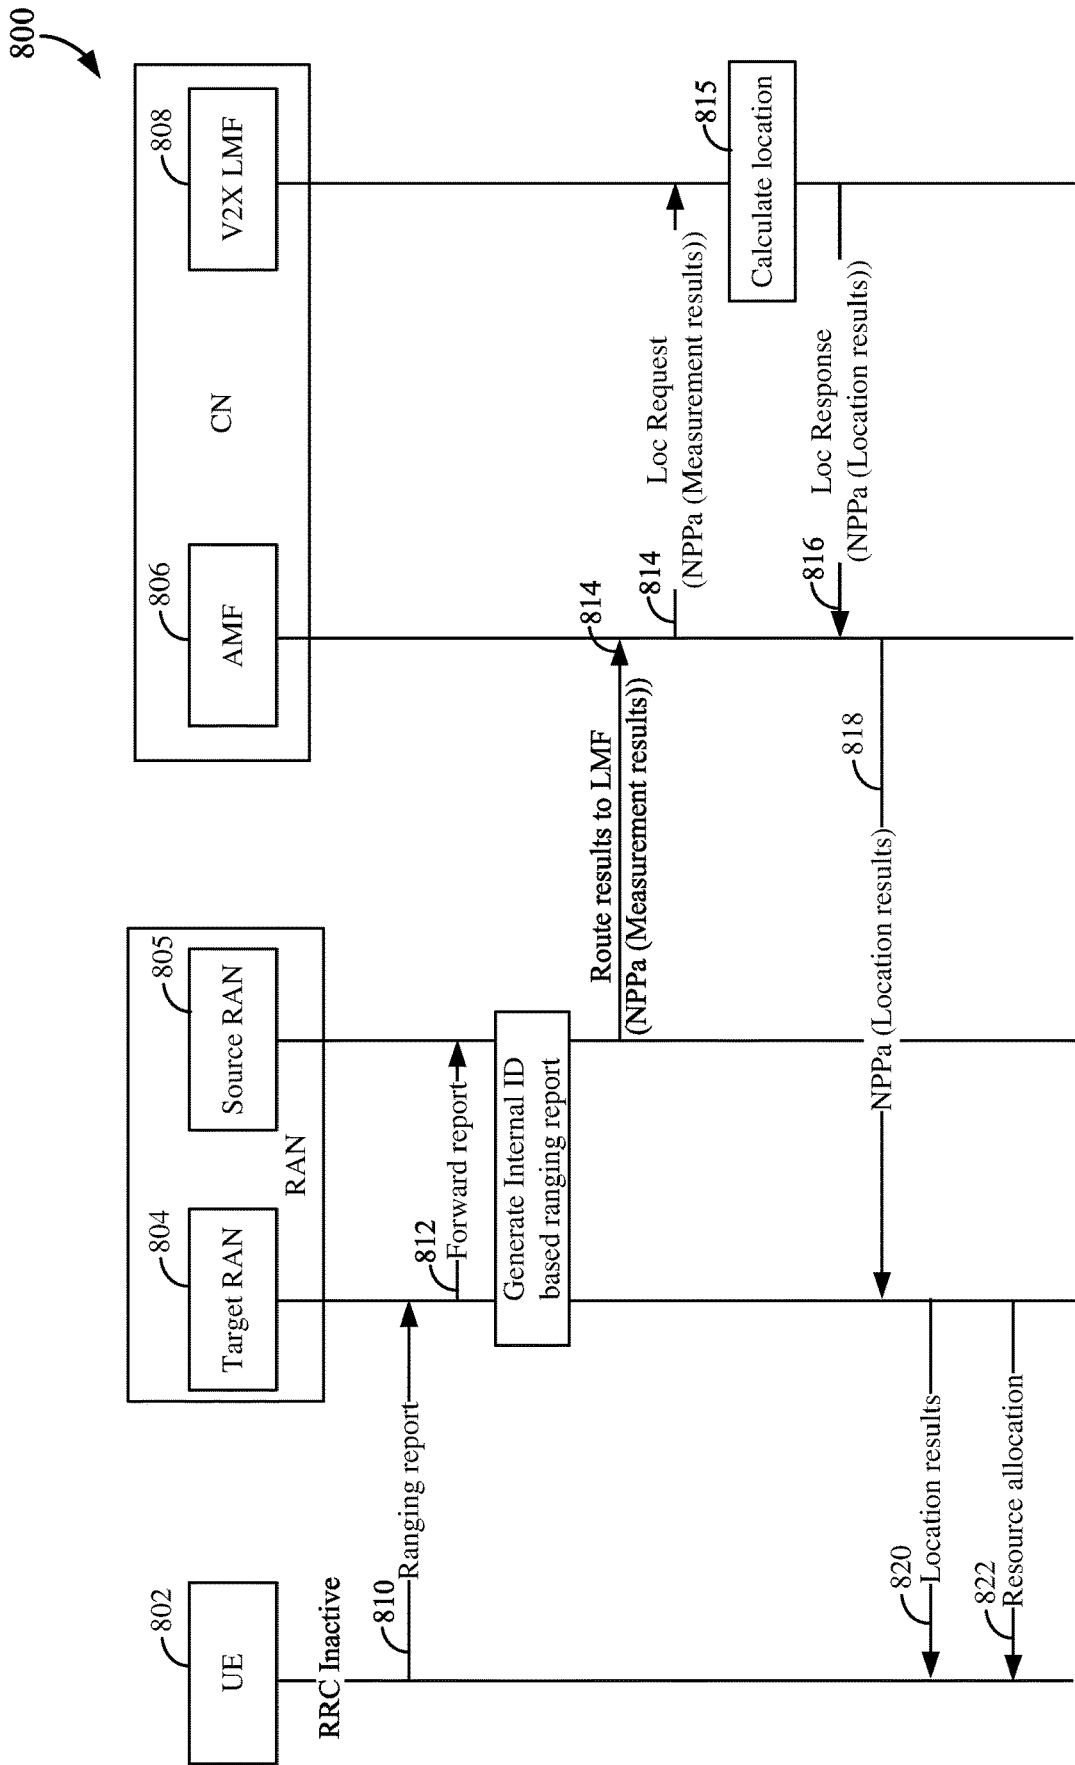 800
802
UE
RRC Inactive
804
Target RAN
805
Source RAN
RAN
806
AMF
CN
808
V2X LMF
810
Ranging report
812
Forward report
Generate Internal ID
based ranging report
Route results to LMF
(NPPa (Measurement results))
814
814
Loc Request
(NPPa (Measurement results))
815
Calculate location
816
Loc Response
(NPPa (Location results))
818
NPPa (Location results)
820
Location results
822
Resource allocation